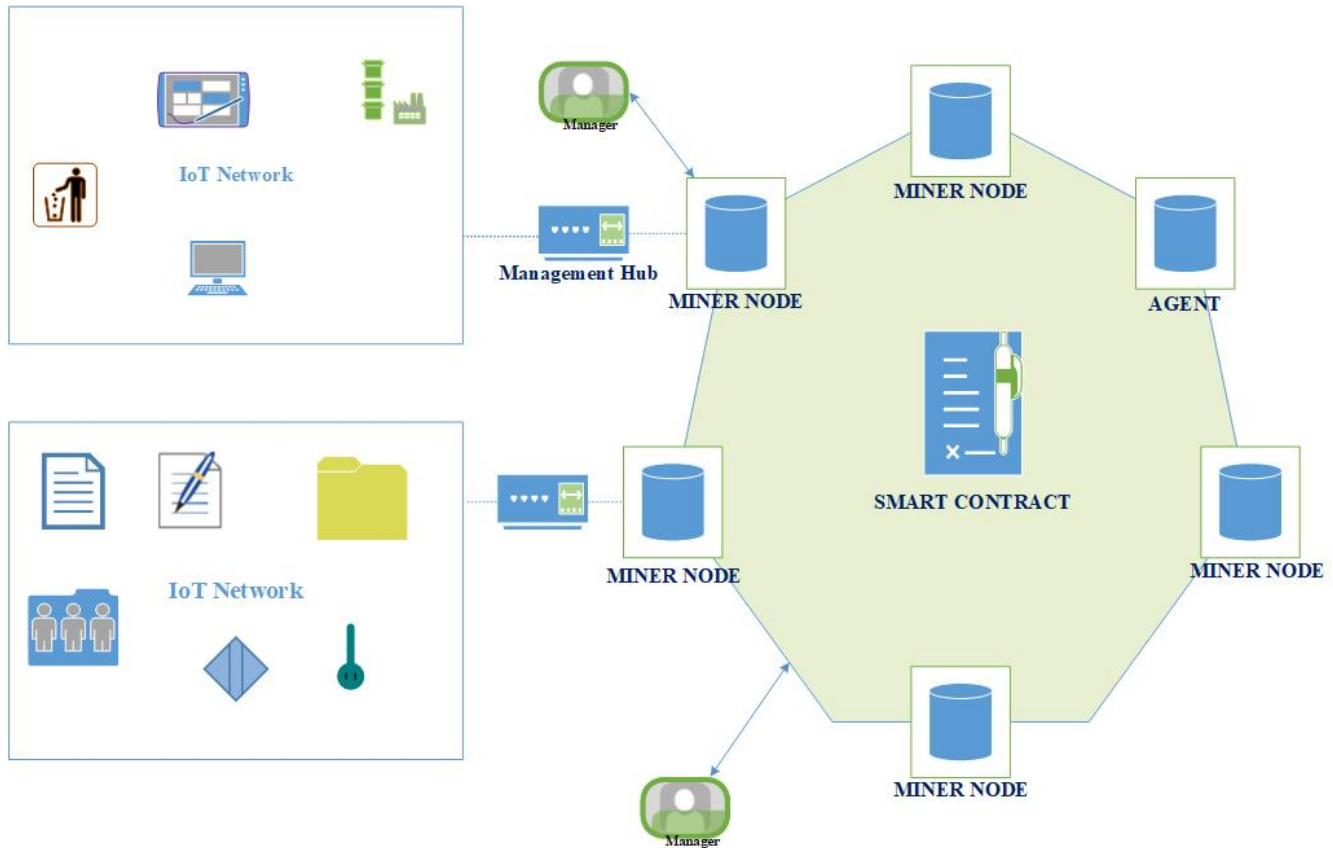 IoT Network
Manager
Management Hub
MINER NODE
MINER NODE
AGENT
SMART CONTRACT
IoT Network
MINER NODE
MINER NODE
MINER NODE
Manager